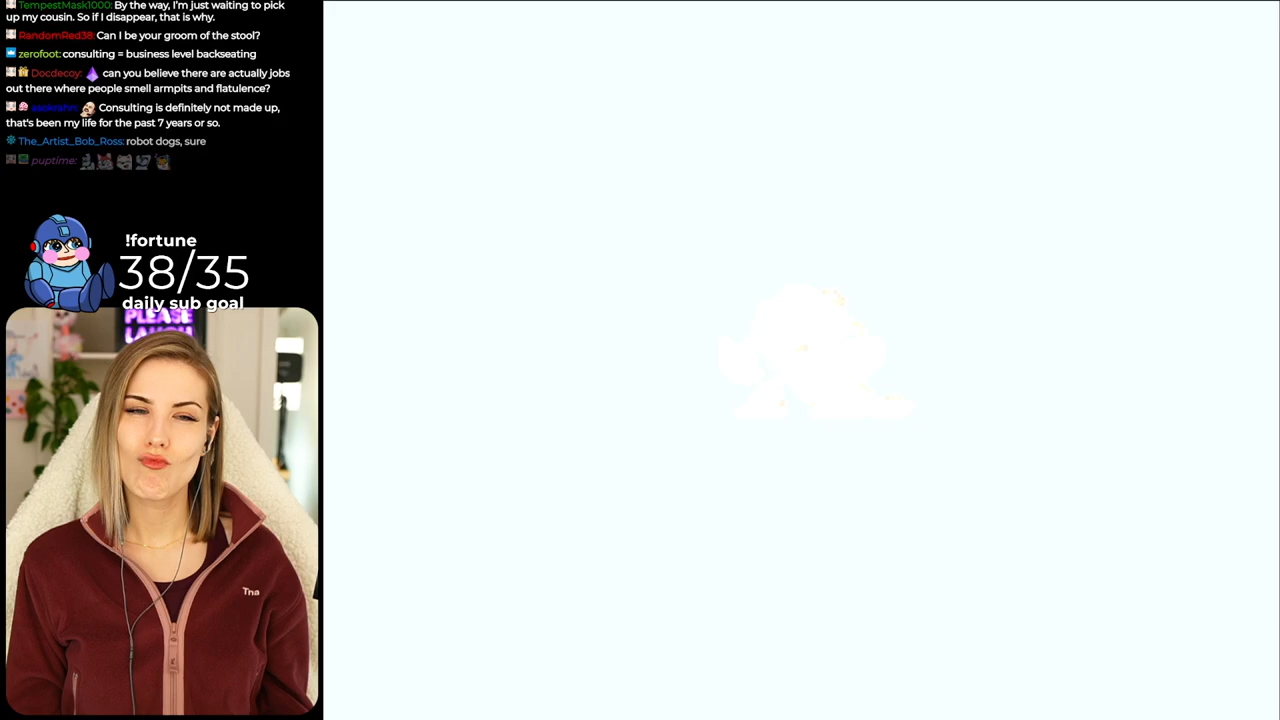 TempestMask1000: By the way, I'm just waiting to pick
up my cousin. So if I disappear, that is why.
RandomRed38: Can I be your groom of the stool?
zerofoot: consulting = business level backseating
Docdecoy: can you believe there are actually jobs
out there where people smell armpits and flatulence?
Consulting is definitely not made up,
that's been my life for the past 7 years or so.
The_Artist_Bob_Ross: robot dogs, sure
puptime:
!fortune
38/35
daily sub goal
PLEASE
LAUGH
Tna